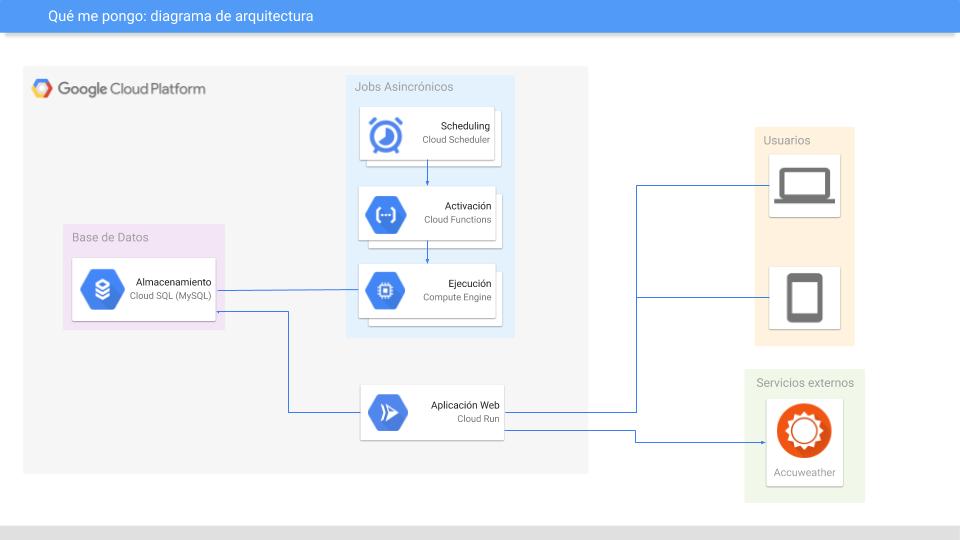 Qué me pongo: diagrama de arquitectura
Google Cloud Platform
Jobs Asincrónicos
Scheduling
Cloud Scheduler
Activación
Cloud Functions
Ejecución
Compute Engine
Base de Datos
Almacenamiento
Cloud SQL (MySQL)
Aplicación Web
Cloud Run
Usuarios
Servicios externos
Accuweather